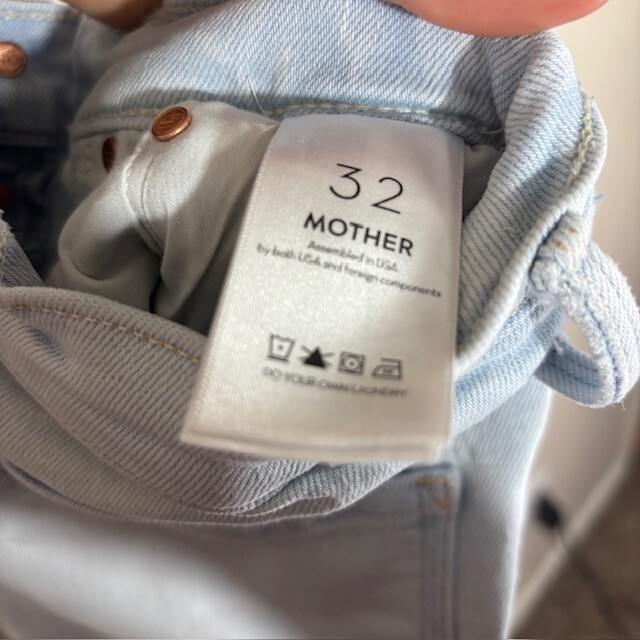 32
MOTHER
Assembled in USA
by both USA and foreign components
DO YOUR OWN LAUNDRY!